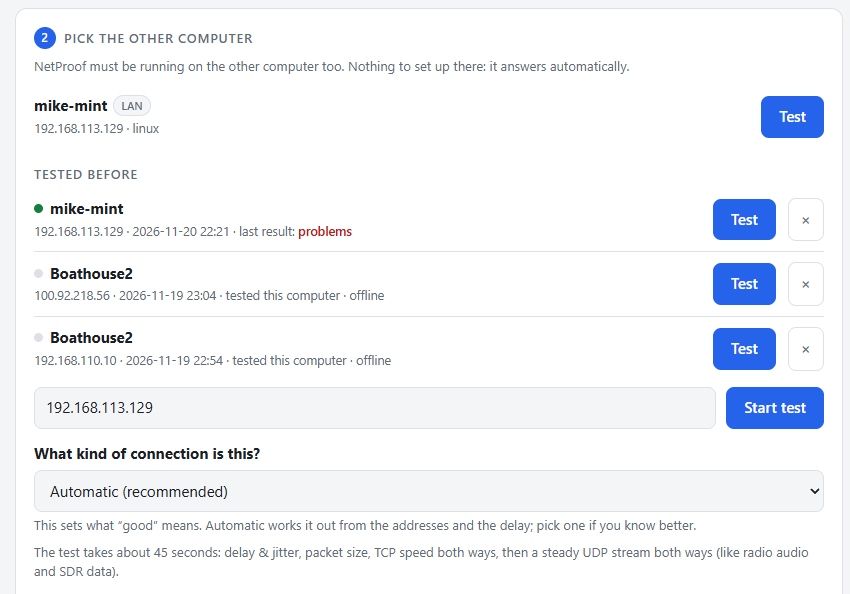 2 PICK THE OTHER COMPUTER
NetProof must be running on the other computer too. Nothing to set up there: it answers automatically.
mike-mint LAN
192.168.113.129 · linux
Test
TESTED BEFORE
mike-mint
192.168.113.129 · 2026-11-20 22:21 · last result: problems
Test ×
Boathouse2
100.92.218.56 · 2026-11-19 23:04 · tested this computer · offline
Test ×
Boathouse2
192.168.110.10 · 2026-11-19 22:54 · tested this computer · offline
Test ×
192.168.113.129
Start test
What kind of connection is this?
Automatic (recommended)
This sets what “good” means. Automatic works it out from the addresses and the delay; pick one if you know better.
The test takes about 45 seconds: delay & jitter, packet size, TCP speed both ways, then a steady UDP stream both ways (like radio audio
and SDR data).